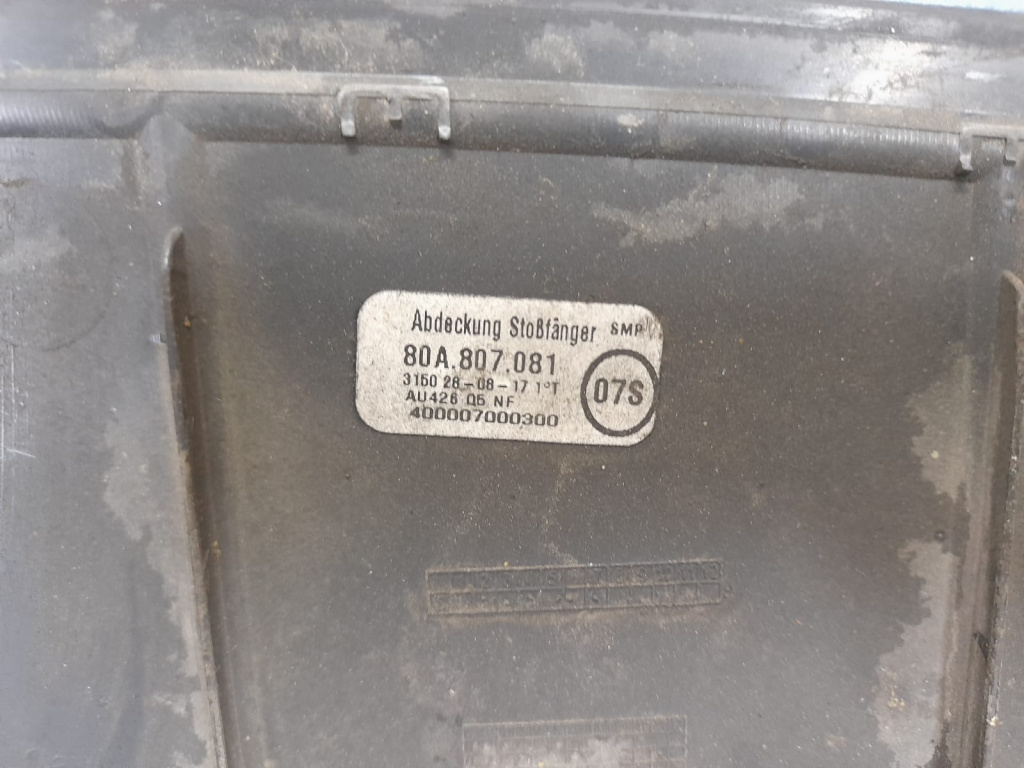 Abdeckung Stoßfänger SMP
80A.807.081
3150 28-08-17 1°T
07S
AU426 Q5 NF
400007000300